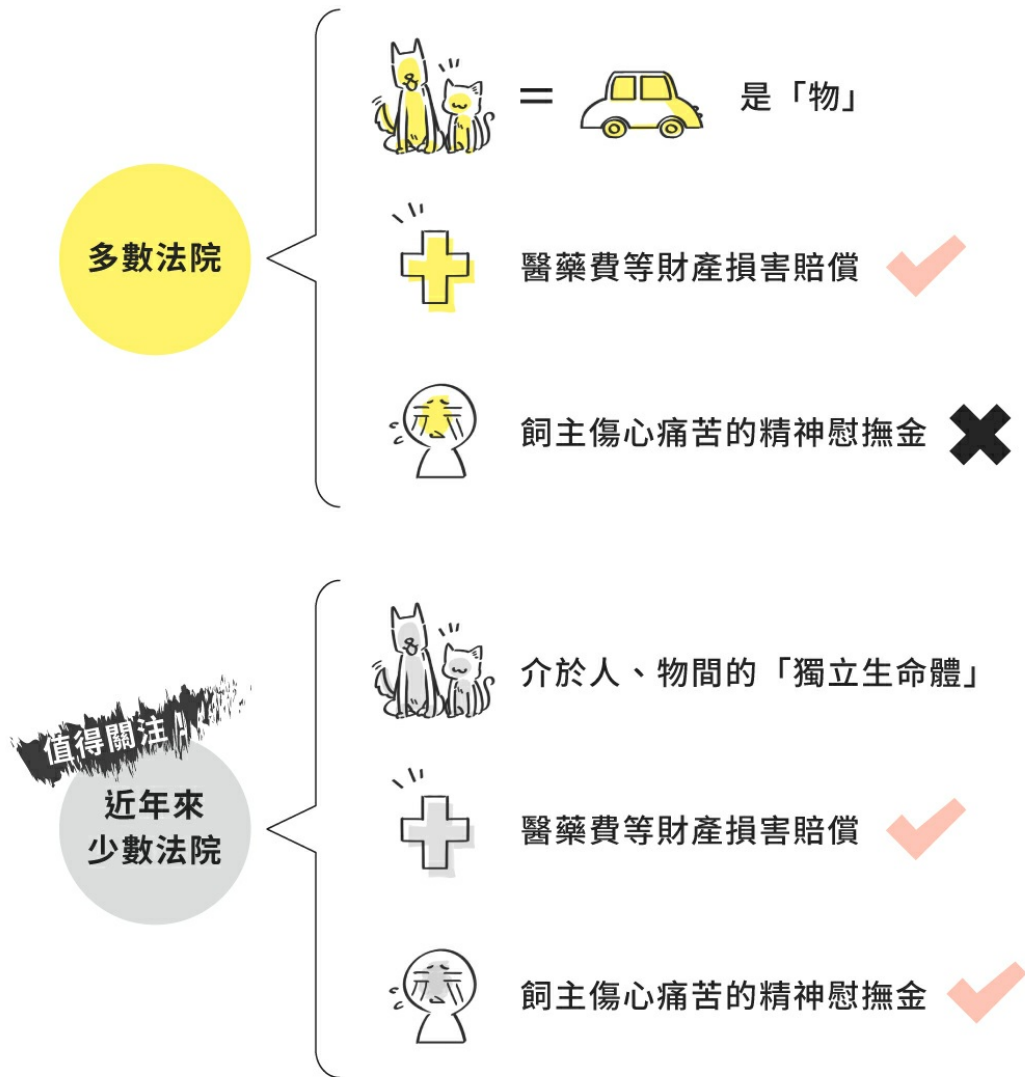 多數法院
是「物」
醫藥費等財產損害賠償
飼主傷心痛苦的精神慰撫金
值得關注！
近年來
少數法院
介於人、物間的「獨立生命體」
醫藥費等財產損害賠償
飼主傷心痛苦的精神慰撫金